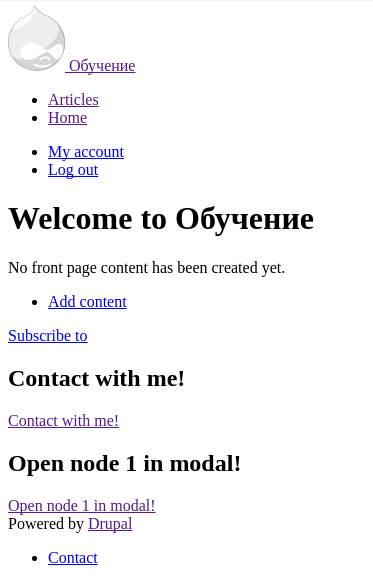 Обучение
Articles
Home
My account
Log out
Welcome to Обучение
No front page content has been created yet.
Add content
Subscribe to
Contact with me!
Contact with me!
Open node 1 in modal!
Open node 1 in modal!
Powered by Drupal
Contact